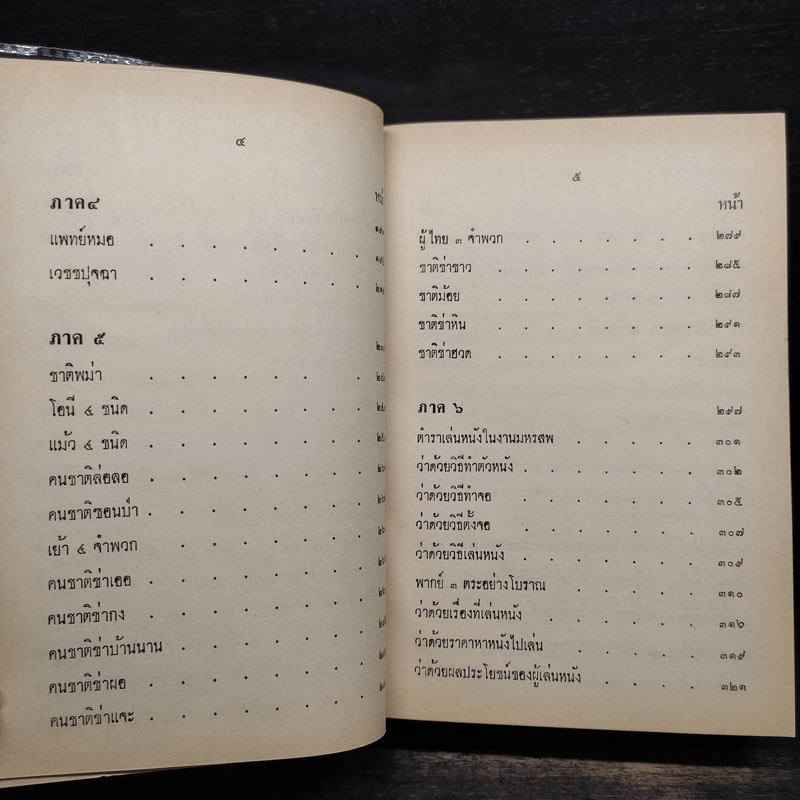 ๔
ภาค๔
แพทย์หมอ . . . . . . .
เวชชปุจฉา . . . . . . .
ภาค ๕
ชาติพม่า . . . . . .
โอนี ๔ ชนิด . . . . . . .
แม้ว ๔ ชนิด . . . . . . .
คนชาติล่อลอ . . . . . . .
คนชาติซอนป่า . . . . . . .
เย้า ๔ จำพวก . . . . . . .
คนชาติข่าเออ . . . . . . .
คนชาติข่ากง . . . . . . .
คนชาติข่าบ้านนาน . . . . . .
คนชาติข่าผอ . . . . . . .
คนชาติข่าแจะ . . . . . . .
๕
หน้า
ผู้ไทย ๓ จำพวก . . . . . . ๒๗๙
ชาติข่าขาว . . . . . . . ๒๘๕
ชาติม้อย . . . . . . . ๒๘๗
ชาติข่าหิน . . . . . . . ๒๙๑
ชาติข่าฮวด . . . . . . . ๒๙๓
ภาค ๖ ๒๙๗
ตำราเล่นหนังในงานมหรสพ . . . . . ๓๐๑
ว่าด้วยวิธีทำตัวหนัง . . . . . . ๓๐๒
ว่าด้วยวิธีทำจอ . . . . . . . ๓๐๕
ว่าด้วยวิธีตั้งจอ . . . . . . . ๓๐๗
ว่าด้วยวิธีเล่นหนัง . . . . . . ๓๐๙
พากย์ ๓ ตระอย่างโบราณ . . . . . ๓๑๐
ว่าด้วยเรื่องที่เล่นหนัง . . . . . . ๓๑๖
ว่าด้วยราคาหาหนังไปเล่น . . . . . ๓๑๙
ว่าด้วยผลประโยชน์ของผู้เล่นหนัง . . . . ๓๒๑